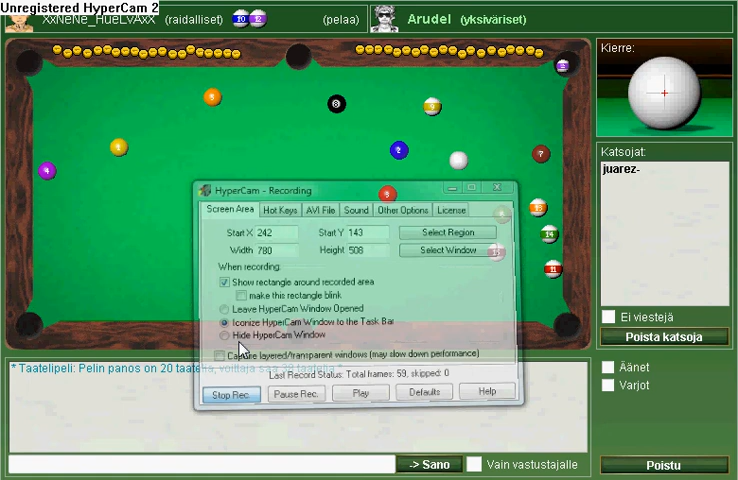 Unregistered HyperCam 2
XxNeNe_HueLvAxX (raidalliset) 10 12 (pelaa) Arudel (yksiväriset)
Kierre:
Katsojat:
juarez-
HyperCam - Recording
Screen Area Hot Keys AVI File Sound Other Options License
Start X 242 Start Y 143 Select Region
Width 780 Height 508 Select Window
When recording:
Show rectangle around recorded area
make this rectangle blink
Leave HyperCam Window Opened
Iconize HyperCam Window to the Task Bar
Hide HyperCam Window
Capture layered/transparent windows (may slow down performance)
Last Record Status: Total frames: 59, skipped: 0
Stop Rec. Pause Rec. Play Defaults Help
Ei viestejä
Poista katsoja
* Taatelipeli: Pelin panos on 20 taatelia, voittaja saa
Äänet
Varjot
-> Sano Vain vastustajalle
Poistu